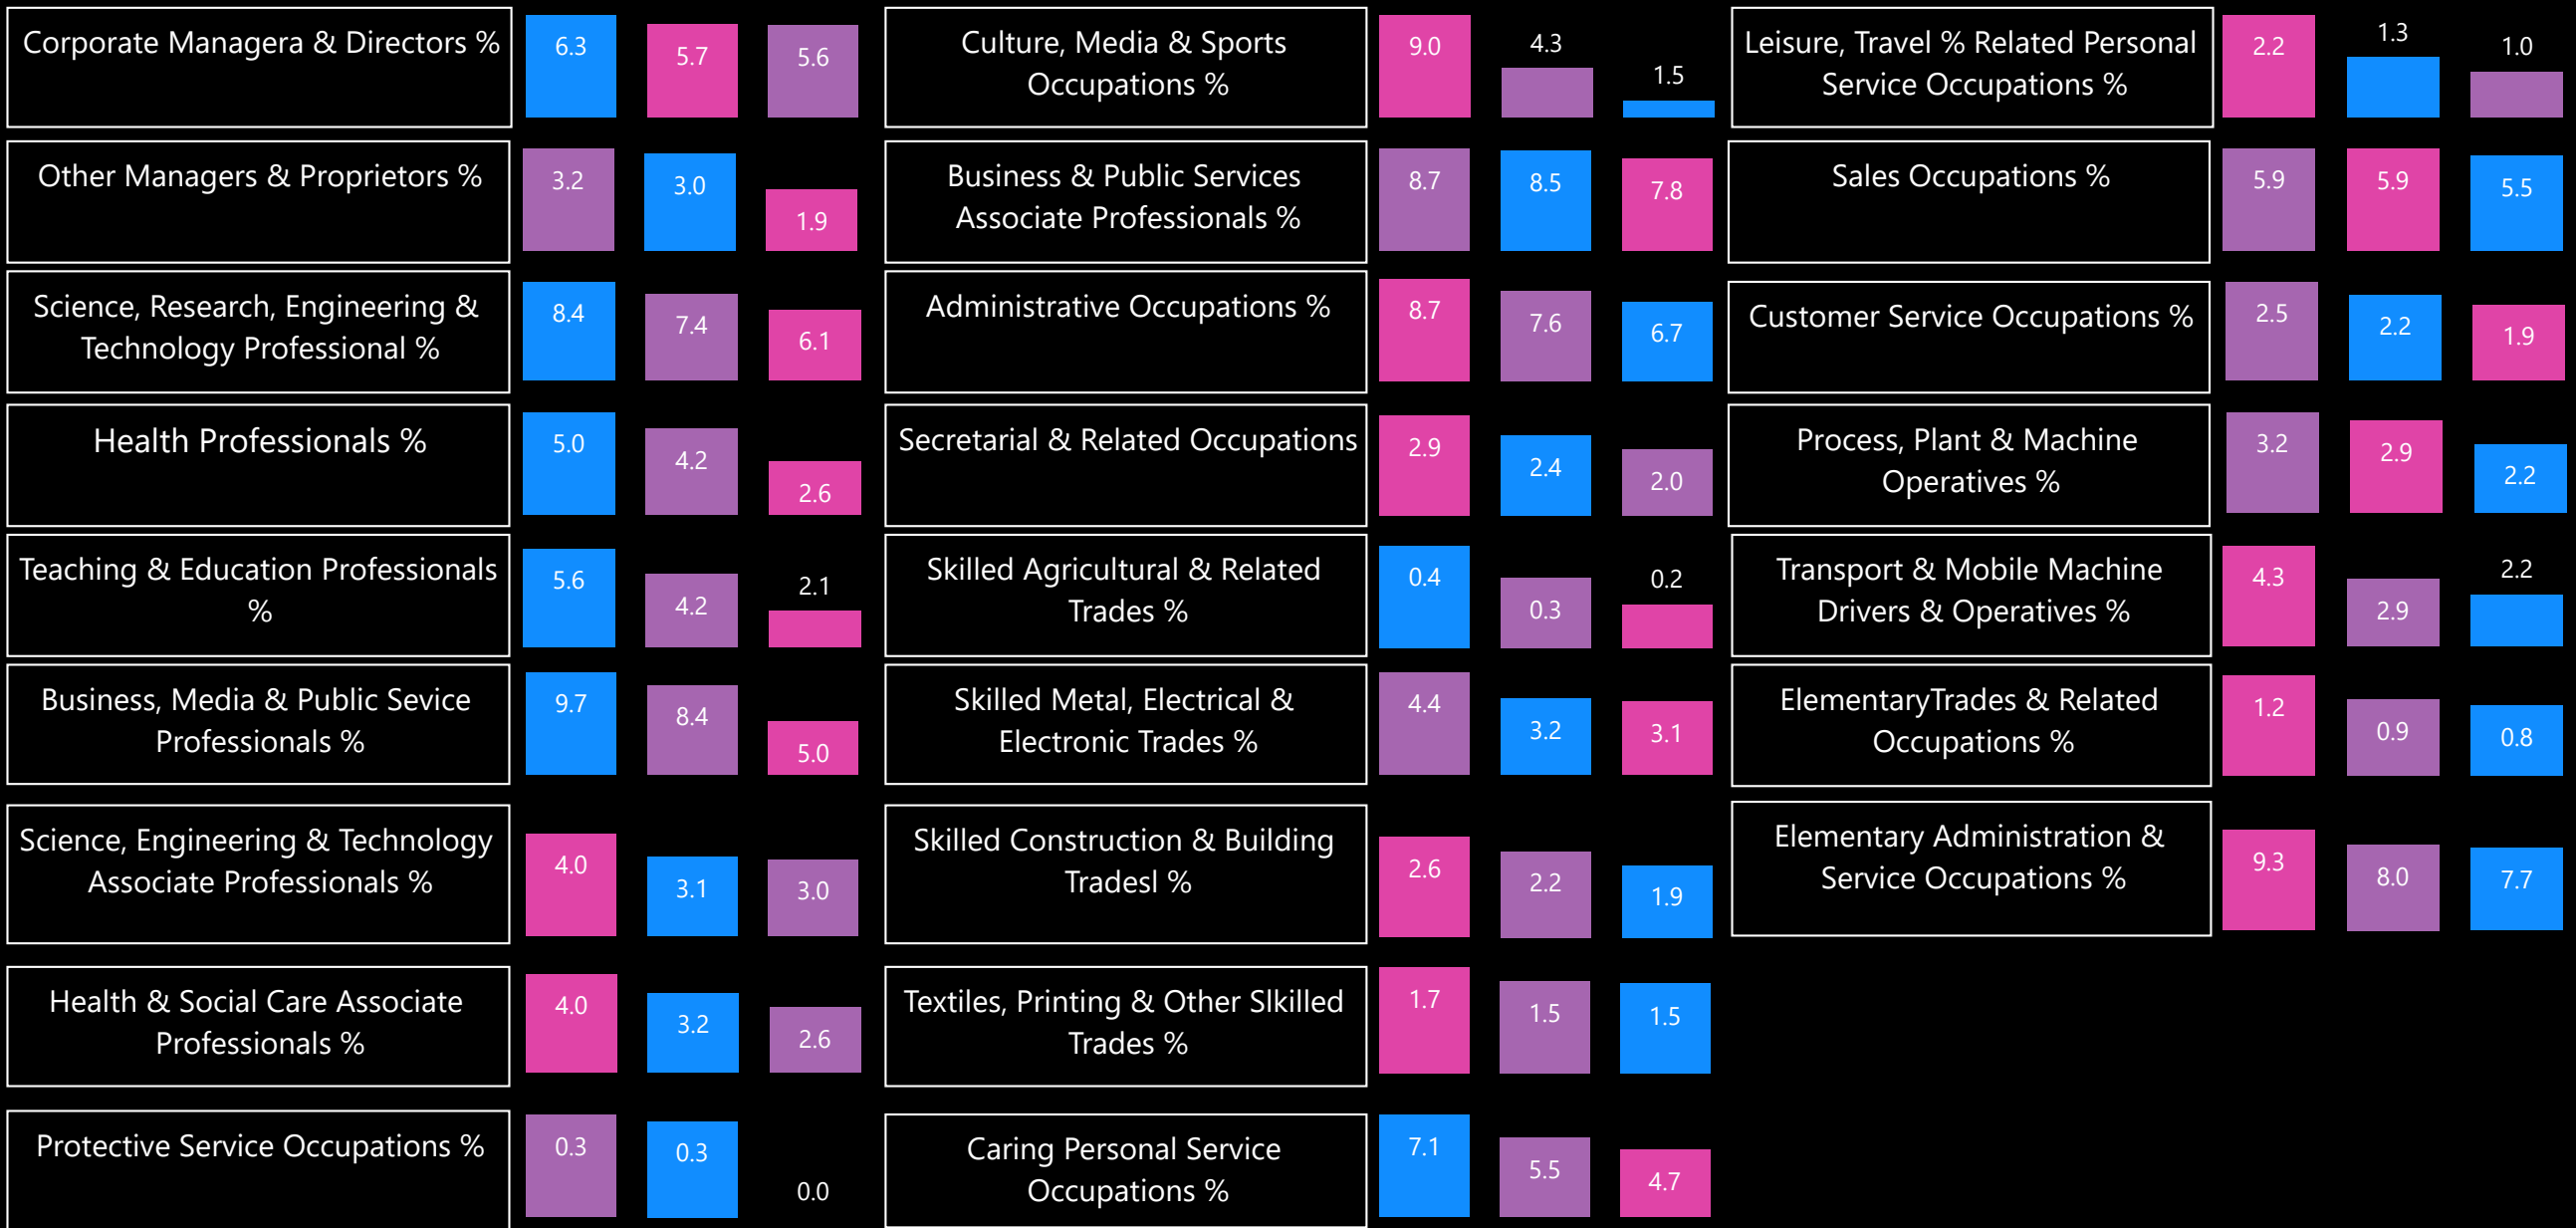 Corporate Managera & Directors %
6.3
5.7
5.6
Other Managers & Proprietors %
3.2
3.0
1.9
Science, Research, Engineering &
Technology Professional %
8.4
7.4
6.1
Health Professionals %
5.0
4.2
2.6
Teaching & Education Professionals
%
5.6
4.2
2.1
Business, Media & Public Sevice
Professionals %
9.7
8.4
5.0
Science, Engineering & Technology
Associate Professionals %
4.0
3.1
3.0
Health & Social Care Associate
Professionals %
4.0
3.2
2.6
Protective Service Occupations %
0.3
0.3
0.0
Culture, Media & Sports
Occupations %
9.0
4.3
1.5
Business & Public Services
Associate Professionals %
8.7
8.5
7.8
Administrative Occupations %
8.7
7.6
6.7
Secretarial & Related Occupations
2.9
2.4
2.0
Skilled Agricultural & Related
Trades %
0.4
0.3
0.2
Skilled Metal, Electrical &
Electronic Trades %
4.4
3.2
3.1
Skilled Construction & Building
Tradesl %
2.6
2.2
1.9
Textiles, Printing & Other Slkilled
Trades %
1.7
1.5
1.5
Caring Personal Service
Occupations %
7.1
5.5
4.7
Leisure, Travel % Related Personal
Service Occupations %
2.2
1.3
1.0
Sales Occupations %
5.9
5.9
5.5
Customer Service Occupations %
2.5
2.2
1.9
Process, Plant & Machine
Operatives %
3.2
2.9
2.2
Transport & Mobile Machine
Drivers & Operatives %
4.3
2.9
2.2
ElementaryTrades & Related
Occupations %
1.2
0.9
0.8
Elementary Administration &
Service Occupations %
9.3
8.0
7.7